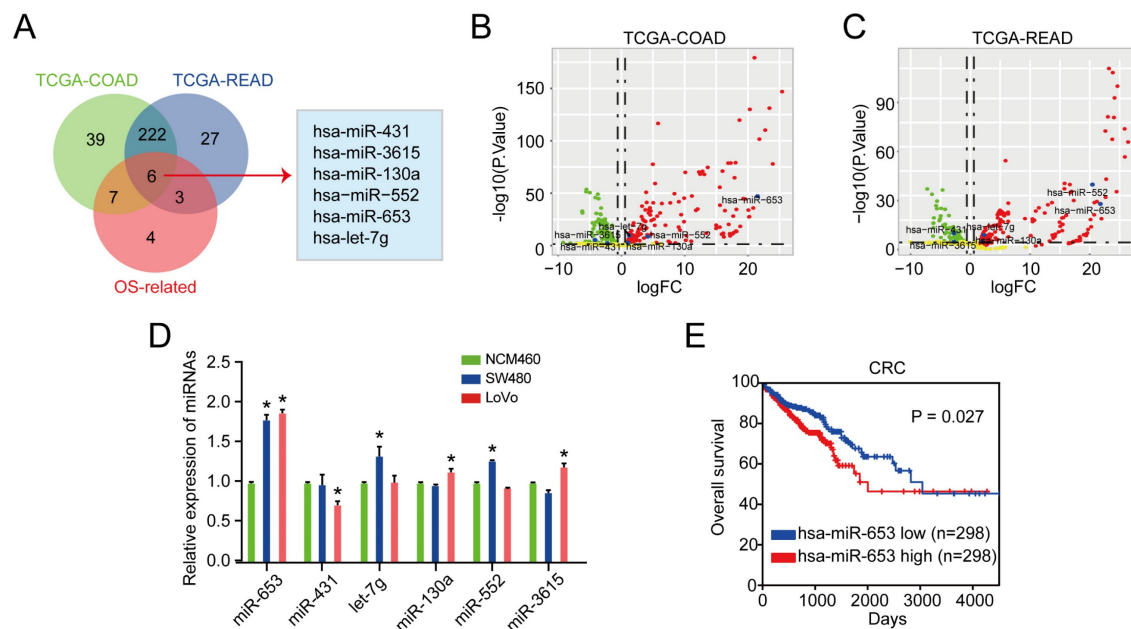 A
TCGA-COAD
TCGA-READ
39
222
27
6
7
3
4
OS-related
hsa-miR-431
hsa-miR-3615
hsa-miR-130a
hsa−miR−552
hsa-miR-653
hsa-let-7g
B
TCGA-COAD
-log10(P.Value)
180
150
100
50
0
hsa−miR−653
hsa−let−7g
hsa−miR−3615
hsa−miR−552
hsa−miR−431
hsa−miR−130a
−10
0
10
20
logFC
C
TCGA-READ
-log10(P.Value)
90
60
30
0
hsa−miR−552
hsa−miR−653
hsa−miR−431
hsa−let−7g
hsa−miR−3615
hsa−miR−130a
−10
0
10
20
logFC
D
Relative expression of miRNAs
2.5
2.0
1.5
1.0
0.5
0.0
NCM460
SW480
LoVo
* * * * * * *
miR-653
miR-431
let-7g
miR-130a
miR-552
miR-3615
E
CRC
Overall survival
100
80
60
40
20
0
P = 0.027
hsa-miR-653 low (n=298)
hsa-miR-653 high (n=298)
0
1000
2000
3000
4000
Days